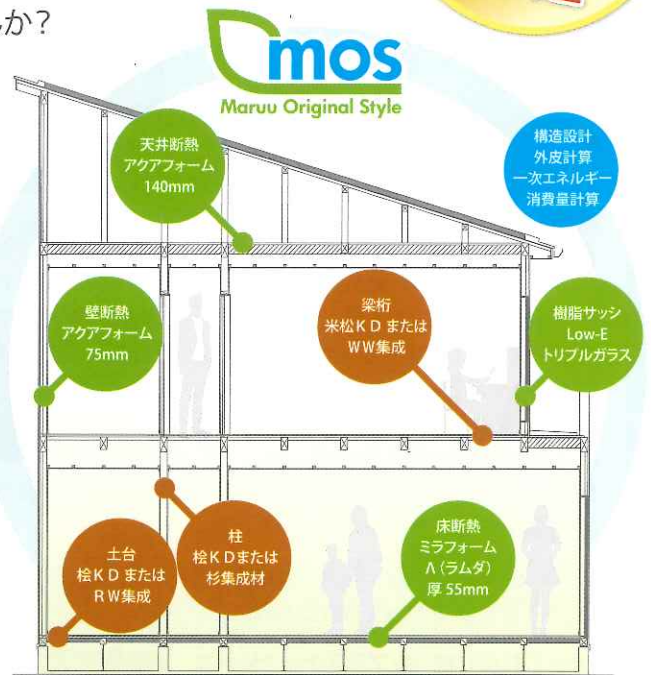 か?
mos
Maruu Original Style
天井断熱
アクアフォーム
140mm
構造設計
外皮計算
一次エネルギー
消費量計算
壁断熱
アクアフォーム
75mm
梁桁
米松KD または
WW集成
樹脂サッシ
Low-E
トリプルガラス
土台
桧KD または
RW集成
柱
桧KDまたは
杉集成材
床断熱
ミラフォーム
Λ(ラムダ)
厚 55mm